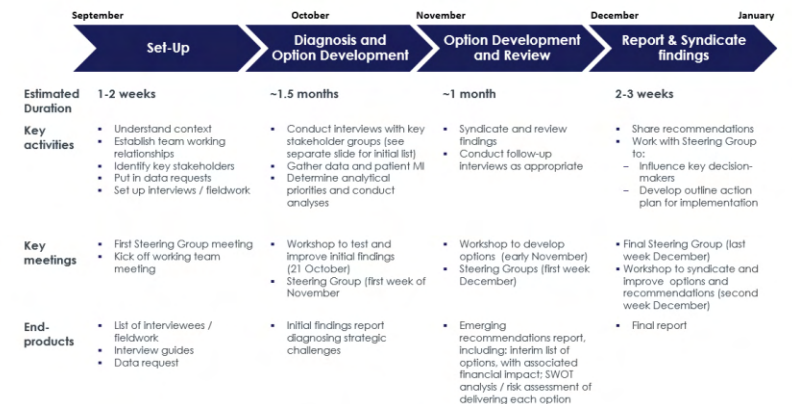 September
October
November
December
January
Set-Up
Diagnosis and
Option Development
Option Development
and Review
Report & Syndicate
findings
Estimated
Duration
1-2 weeks
~1.5 months
~1 month
2-3 weeks
Key
activities
▪ Understand context
▪ Establish team working
relationships
▪ Identify key stakeholders
▪ Put in data requests
▪ Set up interviews / fieldwork
▪ Conduct interviews with key
stakeholder groups (see
separate slide for initial list)
▪ Gather data and patient MI
▪ Determine analytical
priorities and conduct
analyses
▪ Syndicate and review
findings
▪ Conduct follow-up
interviews as appropriate
▪ Share recommendations
▪ Work with Steering Group
to:
– Influence key decision-
makers
– Develop outline action
plan for implementation
Key
meetings
▪ First Steering Group meeting
▪ Kick off working team
meeting
▪ Workshop to test and
improve initial findings
(21 October)
▪ Steering Group (first week of
November
▪ Workshop to develop
options (early November)
▪ Steering Groups (first week
December)
▪ Final Steering Group (last
week December)
▪ Workshop to syndicate and
improve options and
recommendations (second
week December)
End-
products
▪ List of interviewees /
fieldwork
▪ Interview guides
▪ Data request
▪ Initial findings report
diagnosing strategic
challenges
▪ Emerging
recommendations report,
including: interim list of
options, with associated
financial impact; SWOT
analysis / risk assessment of
delivering each option
▪ Final report